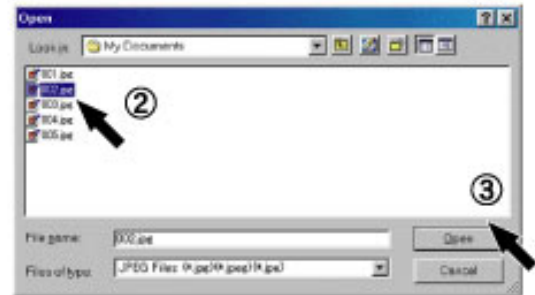 Open
Look in: My Documents
001.jpe
002.jpe
003.jpe
004.jpe
005.jpe
②
③
File name: 002.jpe
Open
Files of type: JPEG Files (*.jpg)(*.jpeg)(*.jpe)
Cancel